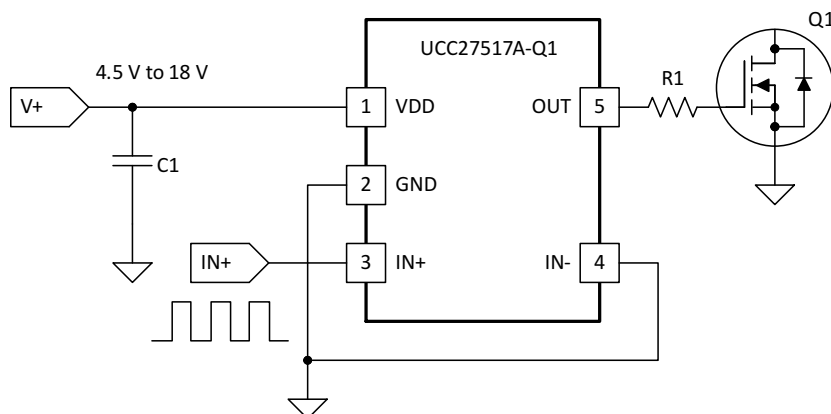 Q1
UCC27517A-Q1
4.5 V to 18 V
R1
V+
1
VDD
OUT
5
C1
2
GND
IN+
3
IN+
IN-
4